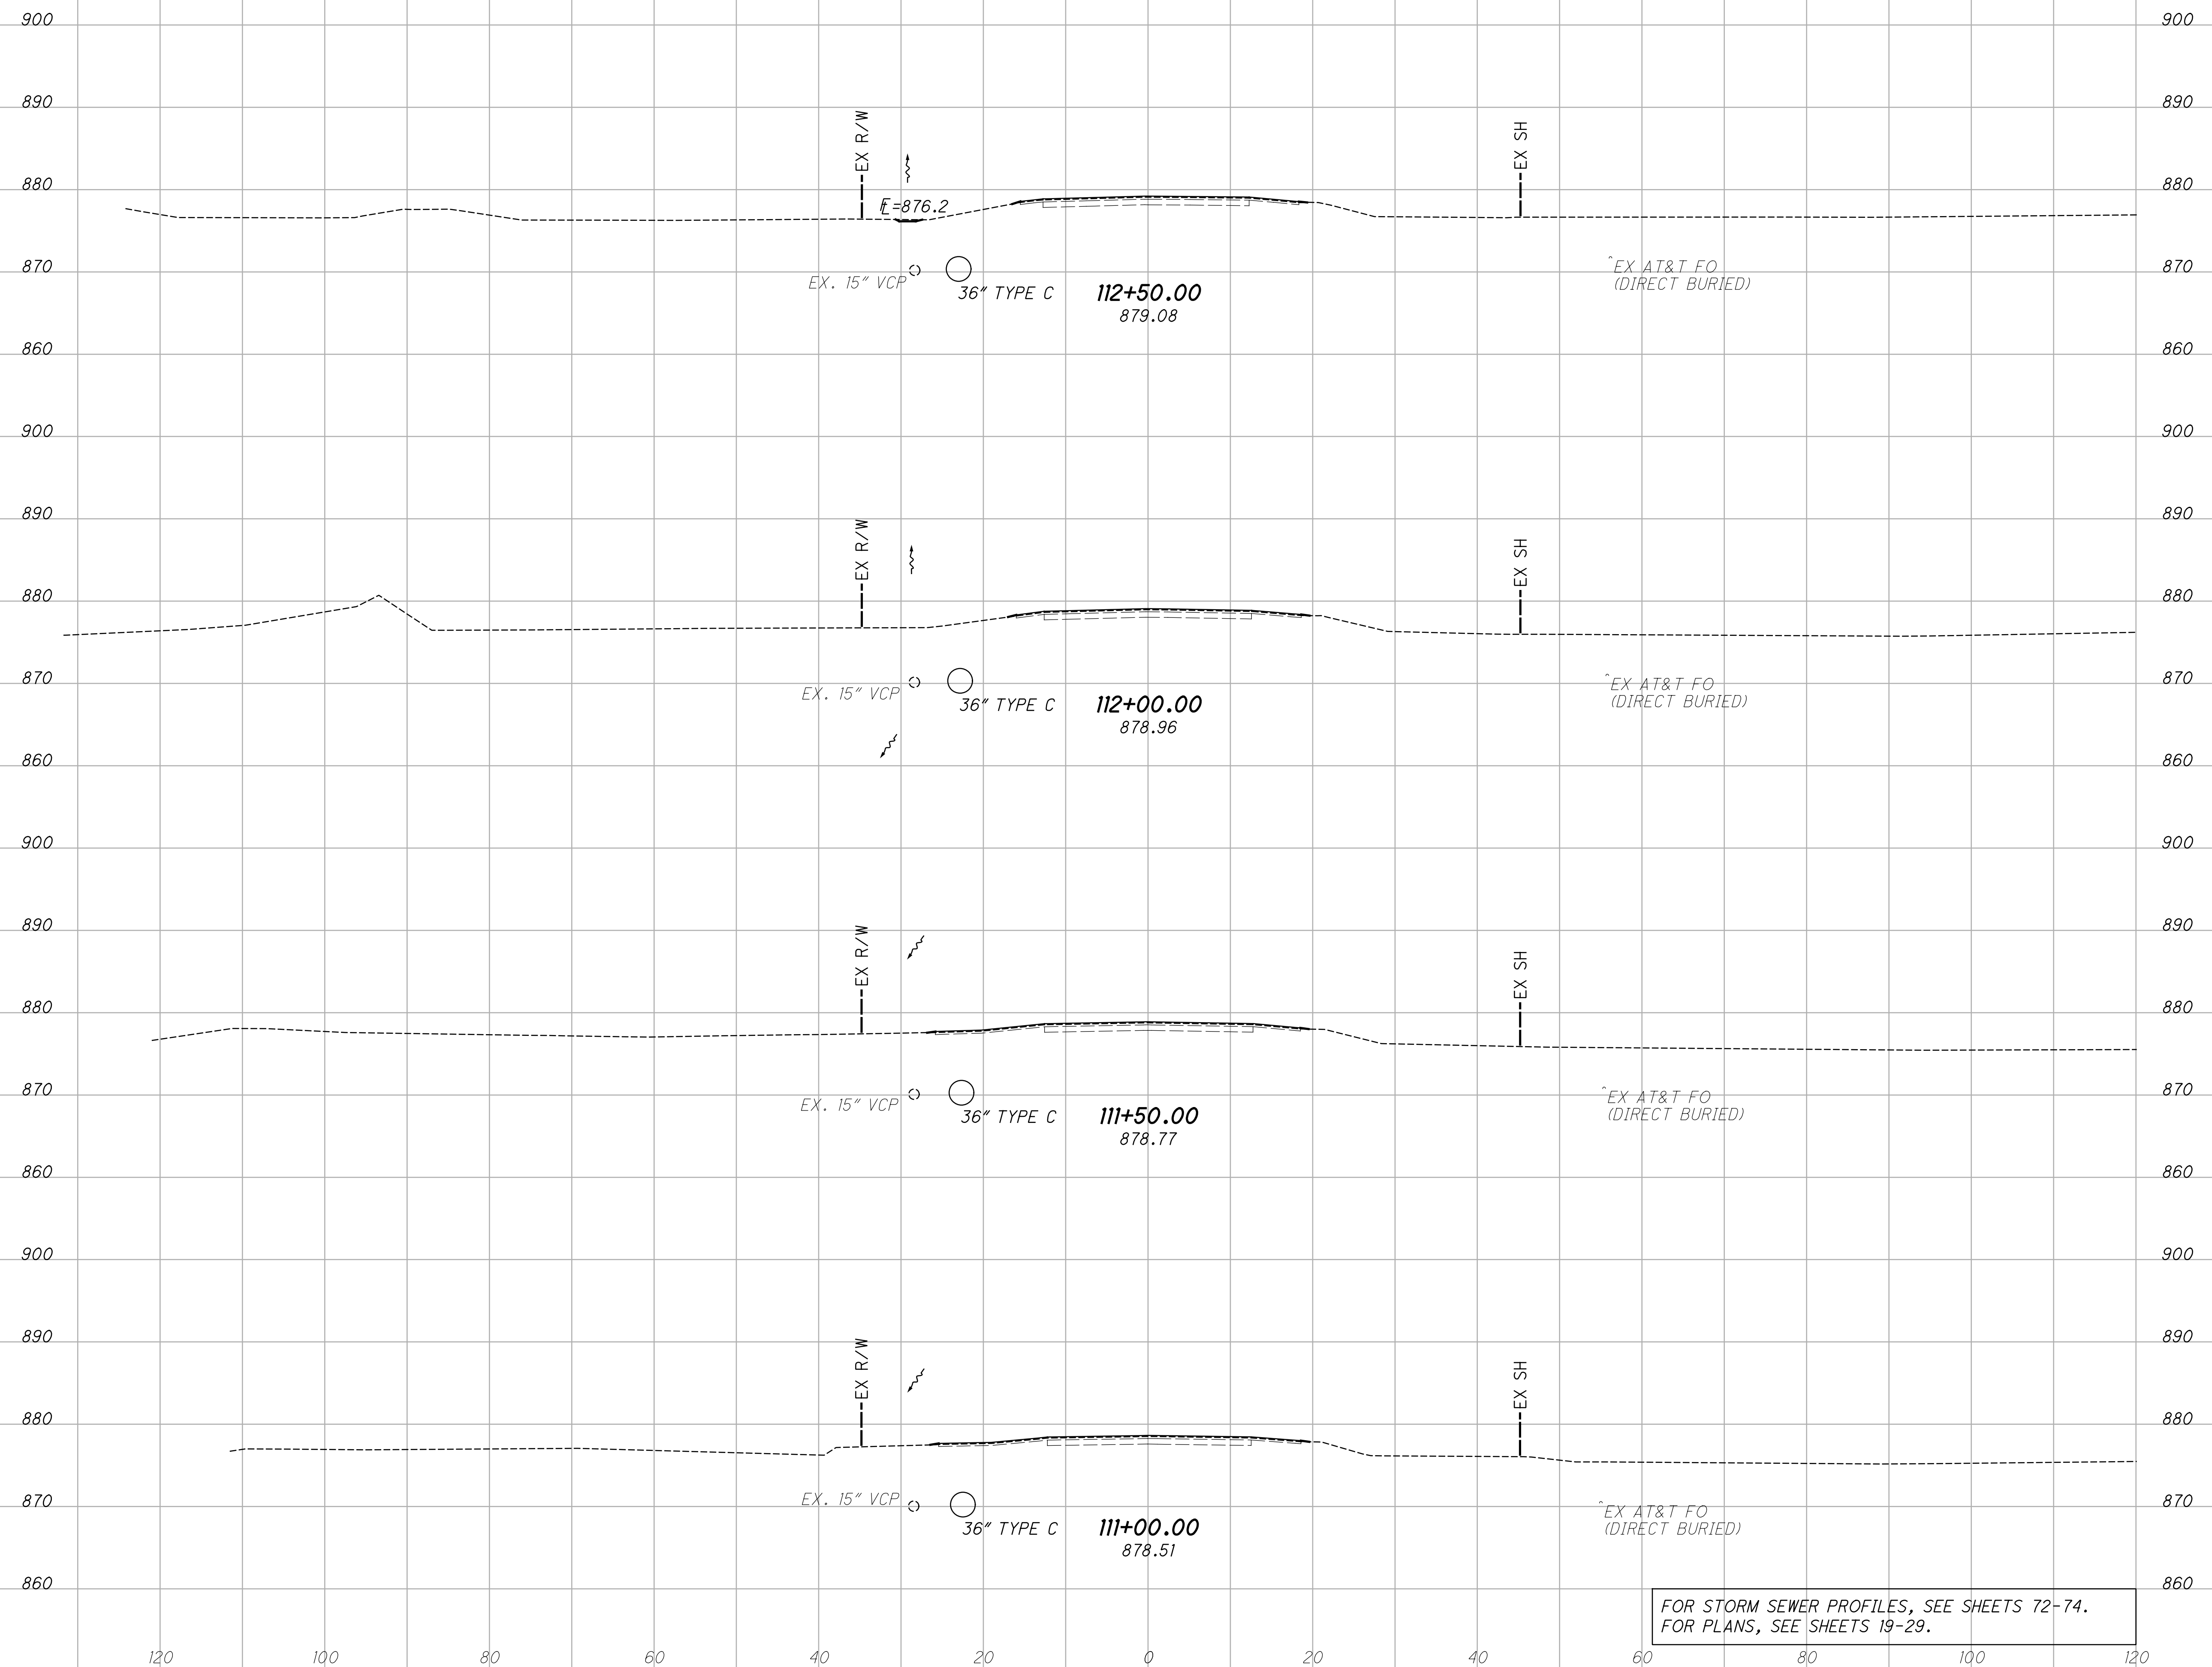 900 900
890 890
EX R/W
EX SH
880 880
FL=876.2
870 870
EX. 15" VCP
36" TYPE C
112+50.00
879.08
^EX AT&T FO
(DIRECT BURIED)
860 860
900 900
890 890
EX R/W
EX SH
880 880
870 870
EX. 15" VCP
36" TYPE C
112+00.00
878.96
^EX AT&T FO
(DIRECT BURIED)
860 860
900 900
890 890
EX R/W
EX SH
880 880
870 870
EX. 15" VCP
36" TYPE C
111+50.00
878.77
^EX AT&T FO
(DIRECT BURIED)
860 860
900 900
890 890
EX R/W
EX SH
880 880
870 870
EX. 15" VCP
36" TYPE C
111+00.00
878.51
^EX AT&T FO
(DIRECT BURIED)
860 860
FOR STORM SEWER PROFILES, SEE SHEETS 72-74.
FOR PLANS, SEE SHEETS 19-29.
120 100 80 60 40 20 0 20 40 60 80 100 120